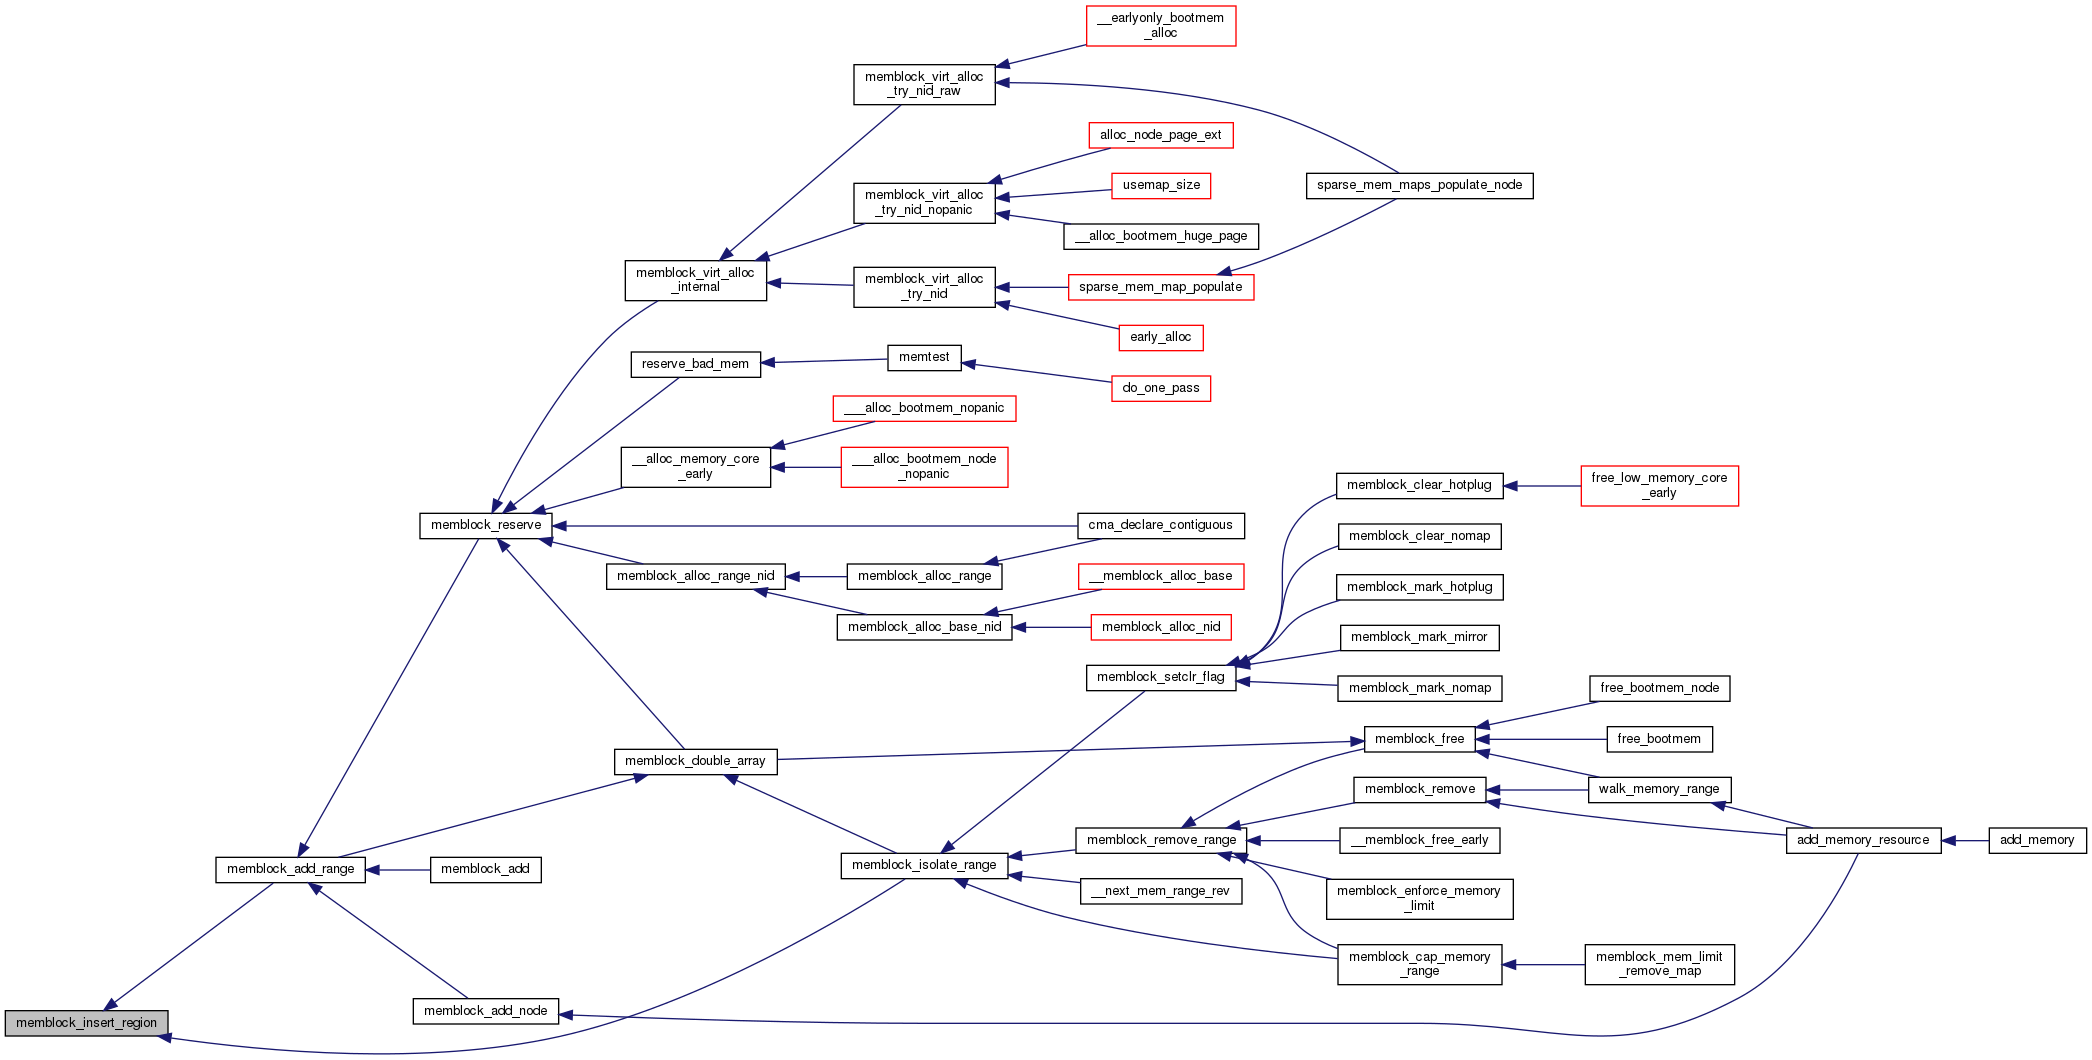 __earlyonly_bootmem
_alloc
memblock_virt_alloc
_try_nid_raw
alloc_node_page_ext
usemap_size
memblock_virt_alloc
_try_nid_nopanic
sparse_mem_maps_populate_node
__alloc_bootmem_huge_page
memblock_virt_alloc
_internal
memblock_virt_alloc
_try_nid
sparse_mem_map_populate
early_alloc
reserve_bad_mem
memtest
do_one_pass
___alloc_bootmem_nopanic
__alloc_memory_core
_early
___alloc_bootmem_node
_nopanic
memblock_clear_hotplug
free_low_memory_core
_early
memblock_reserve
cma_declare_contiguous
memblock_clear_nomap
memblock_alloc_range_nid
memblock_alloc_range
__memblock_alloc_base
memblock_mark_hotplug
memblock_alloc_base_nid
memblock_alloc_nid
memblock_mark_mirror
memblock_setclr_flag
memblock_mark_nomap
free_bootmem_node
memblock_free
free_bootmem
memblock_double_array
memblock_remove
walk_memory_range
memblock_remove_range
__memblock_free_early
add_memory_resource
add_memory
memblock_add_range
memblock_add
memblock_isolate_range
__next_mem_range_rev
memblock_enforce_memory
_limit
memblock_cap_memory
_range
memblock_mem_limit
_remove_map
memblock_add_node
memblock_insert_region